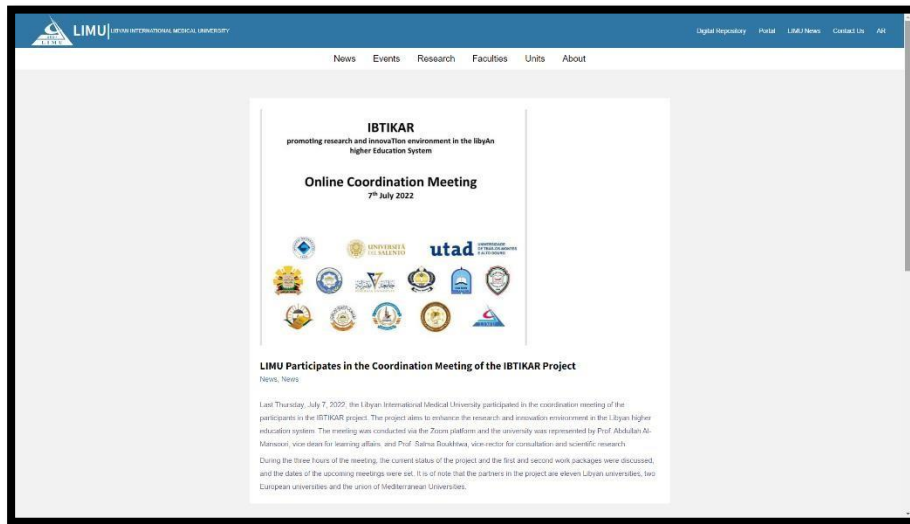 LIMU LIBYAN INTERNATIONAL MEDICAL UNIVERSITY
Digital Repository Portal LIMU News Contact Us AR
LIMU
News Events Research Faculties Units About
IBTIKAR
promoting research and innovaTIon environment in the libyAn
higher Education System
Online Coordination Meeting
7th July 2022
UNIVERSITÀ
DEL SALENTO
utad UNIVERSIDADE
DE TRÁS-OS-MONTES
E ALTO DOURO
LIMU
LIMU Participates in the Coordination Meeting of the IBTIKAR Project
News, News
Last Thursday, July 7, 2022, the Libyan International Medical University participated in the coordination meeting of the
participants in the IBTIKAR project. The project aims to enhance the research and innovation environment in the Libyan higher
education system. The meeting was conducted via the Zoom platform and the university was represented by Prof. Abdullah Al-
Mansoori, vice dean for learning affairs, and Prof. Salma Boukhtwa, vice-rector for consultation and scientific research.
During the three hours of the meeting, the current status of the project and the first and second work packages were discussed,
and the dates of the upcoming meetings were set. It is of note that the partners in the project are eleven Libyan universities, two
European universities and the union of Mediterranean Universities.